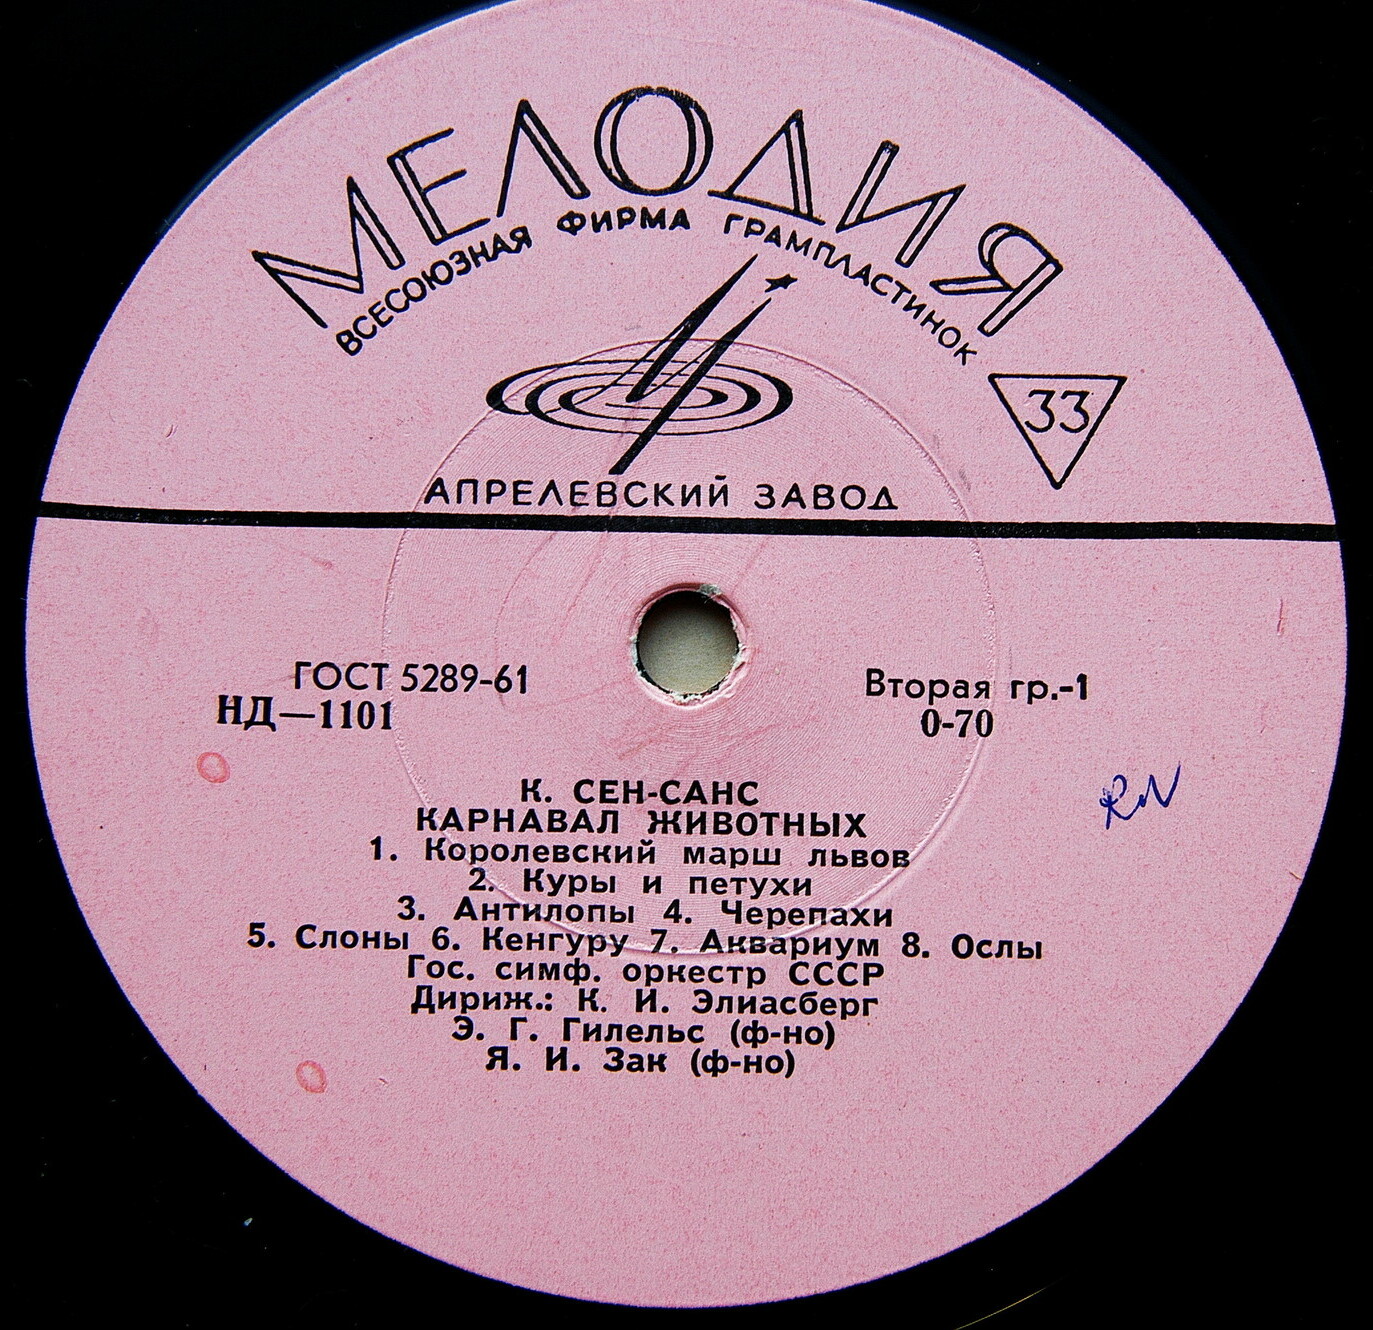 МЕЛОДИЯ
ВСЕСОЮЗНАЯ ФИРМА ГРАМПЛАСТИНОК
33
АПРЕЛЕВСКИЙ ЗАВОД
ГОСТ 5289-61
НД—1101
Вторая гр.-1
0-70
К. СЕН-САНС
КАРНАВАЛ ЖИВОТНЫХ
1. Королевский марш львов
2. Куры и петухи
3. Антилопы 4. Черепахи
5. Слоны 6. Кенгуру 7. Аквариум 8. Ослы
Гос. симф. оркестр СССР
Дириж.: К. И. Элиасберг
Э. Г. Гилельс (ф-но)
Я. И. Зак (ф-но)